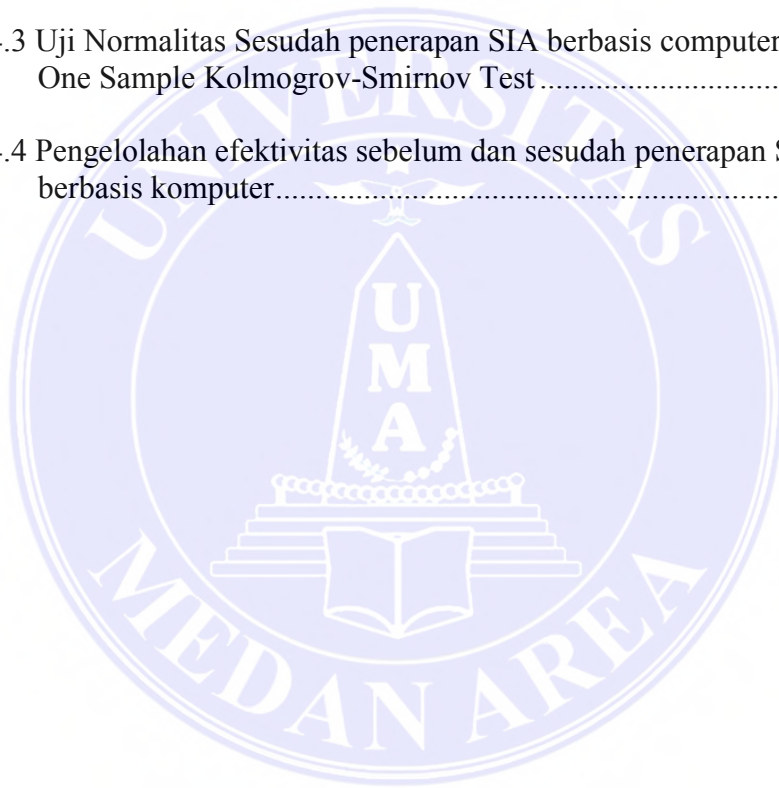 .3 Uji Normalitas Sesudah penerapan SIA berbasis computer
One Sample Kolmogrov-Smirnov Test ............................
.4 Pengelolahan efektivitas sebelum dan sesudah penerapan S
berbasis komputer..............................................................
UNIVERSITAS
UMA
MEDAN AREA